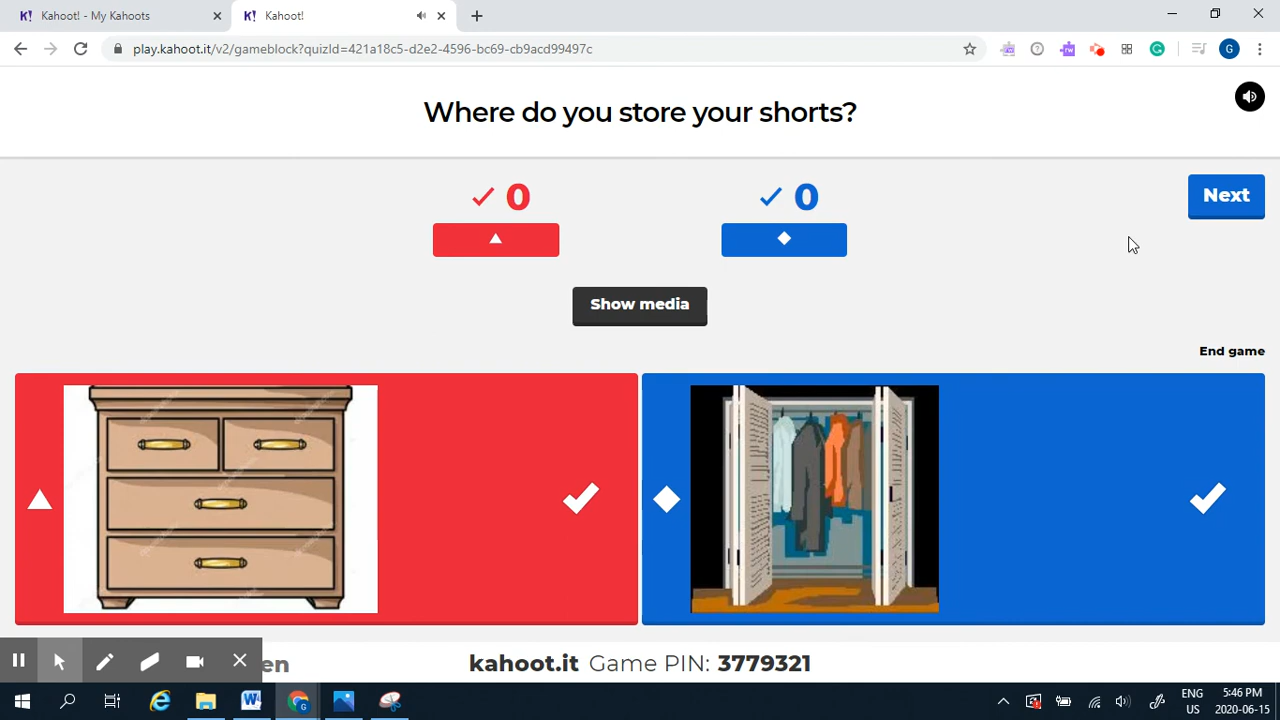 Kahoot! - My Kahoots
Kahoot!
play.kahoot.it/v2/gameblock?quizId=421a18c5-d2e2-4596-bc69-cb9acd99497c
G
Where do you store your shorts?
0
0
Next
Show media
End game
en
kahoot.it Game PIN: 3779321
ENG
US
5:46 PM
2020-06-15